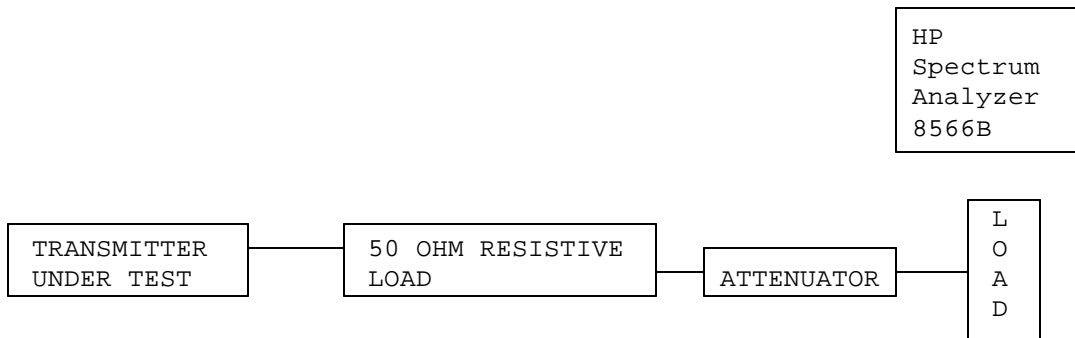 HP
Spectrum
Analyzer
8566B
TRANSMITTER
UNDER TEST
50 OHM RESISTIVE
LOAD
ATTENUATOR
L
O
A
D